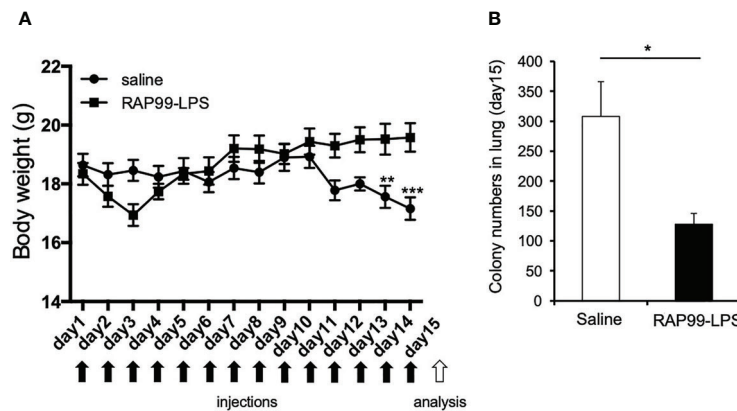 A
Body weight (g)
22
20
18
16
14
saline
RAP99-LPS
**
***
day1
day2
day3
day4
day5
day6
day7
day8
day9
day10
day11
day12
day13
day14
day15
injections
analysis
B
Colony numbers in lung (day15)
400
350
300
250
200
150
100
50
0
*
Saline
RAP99-LPS